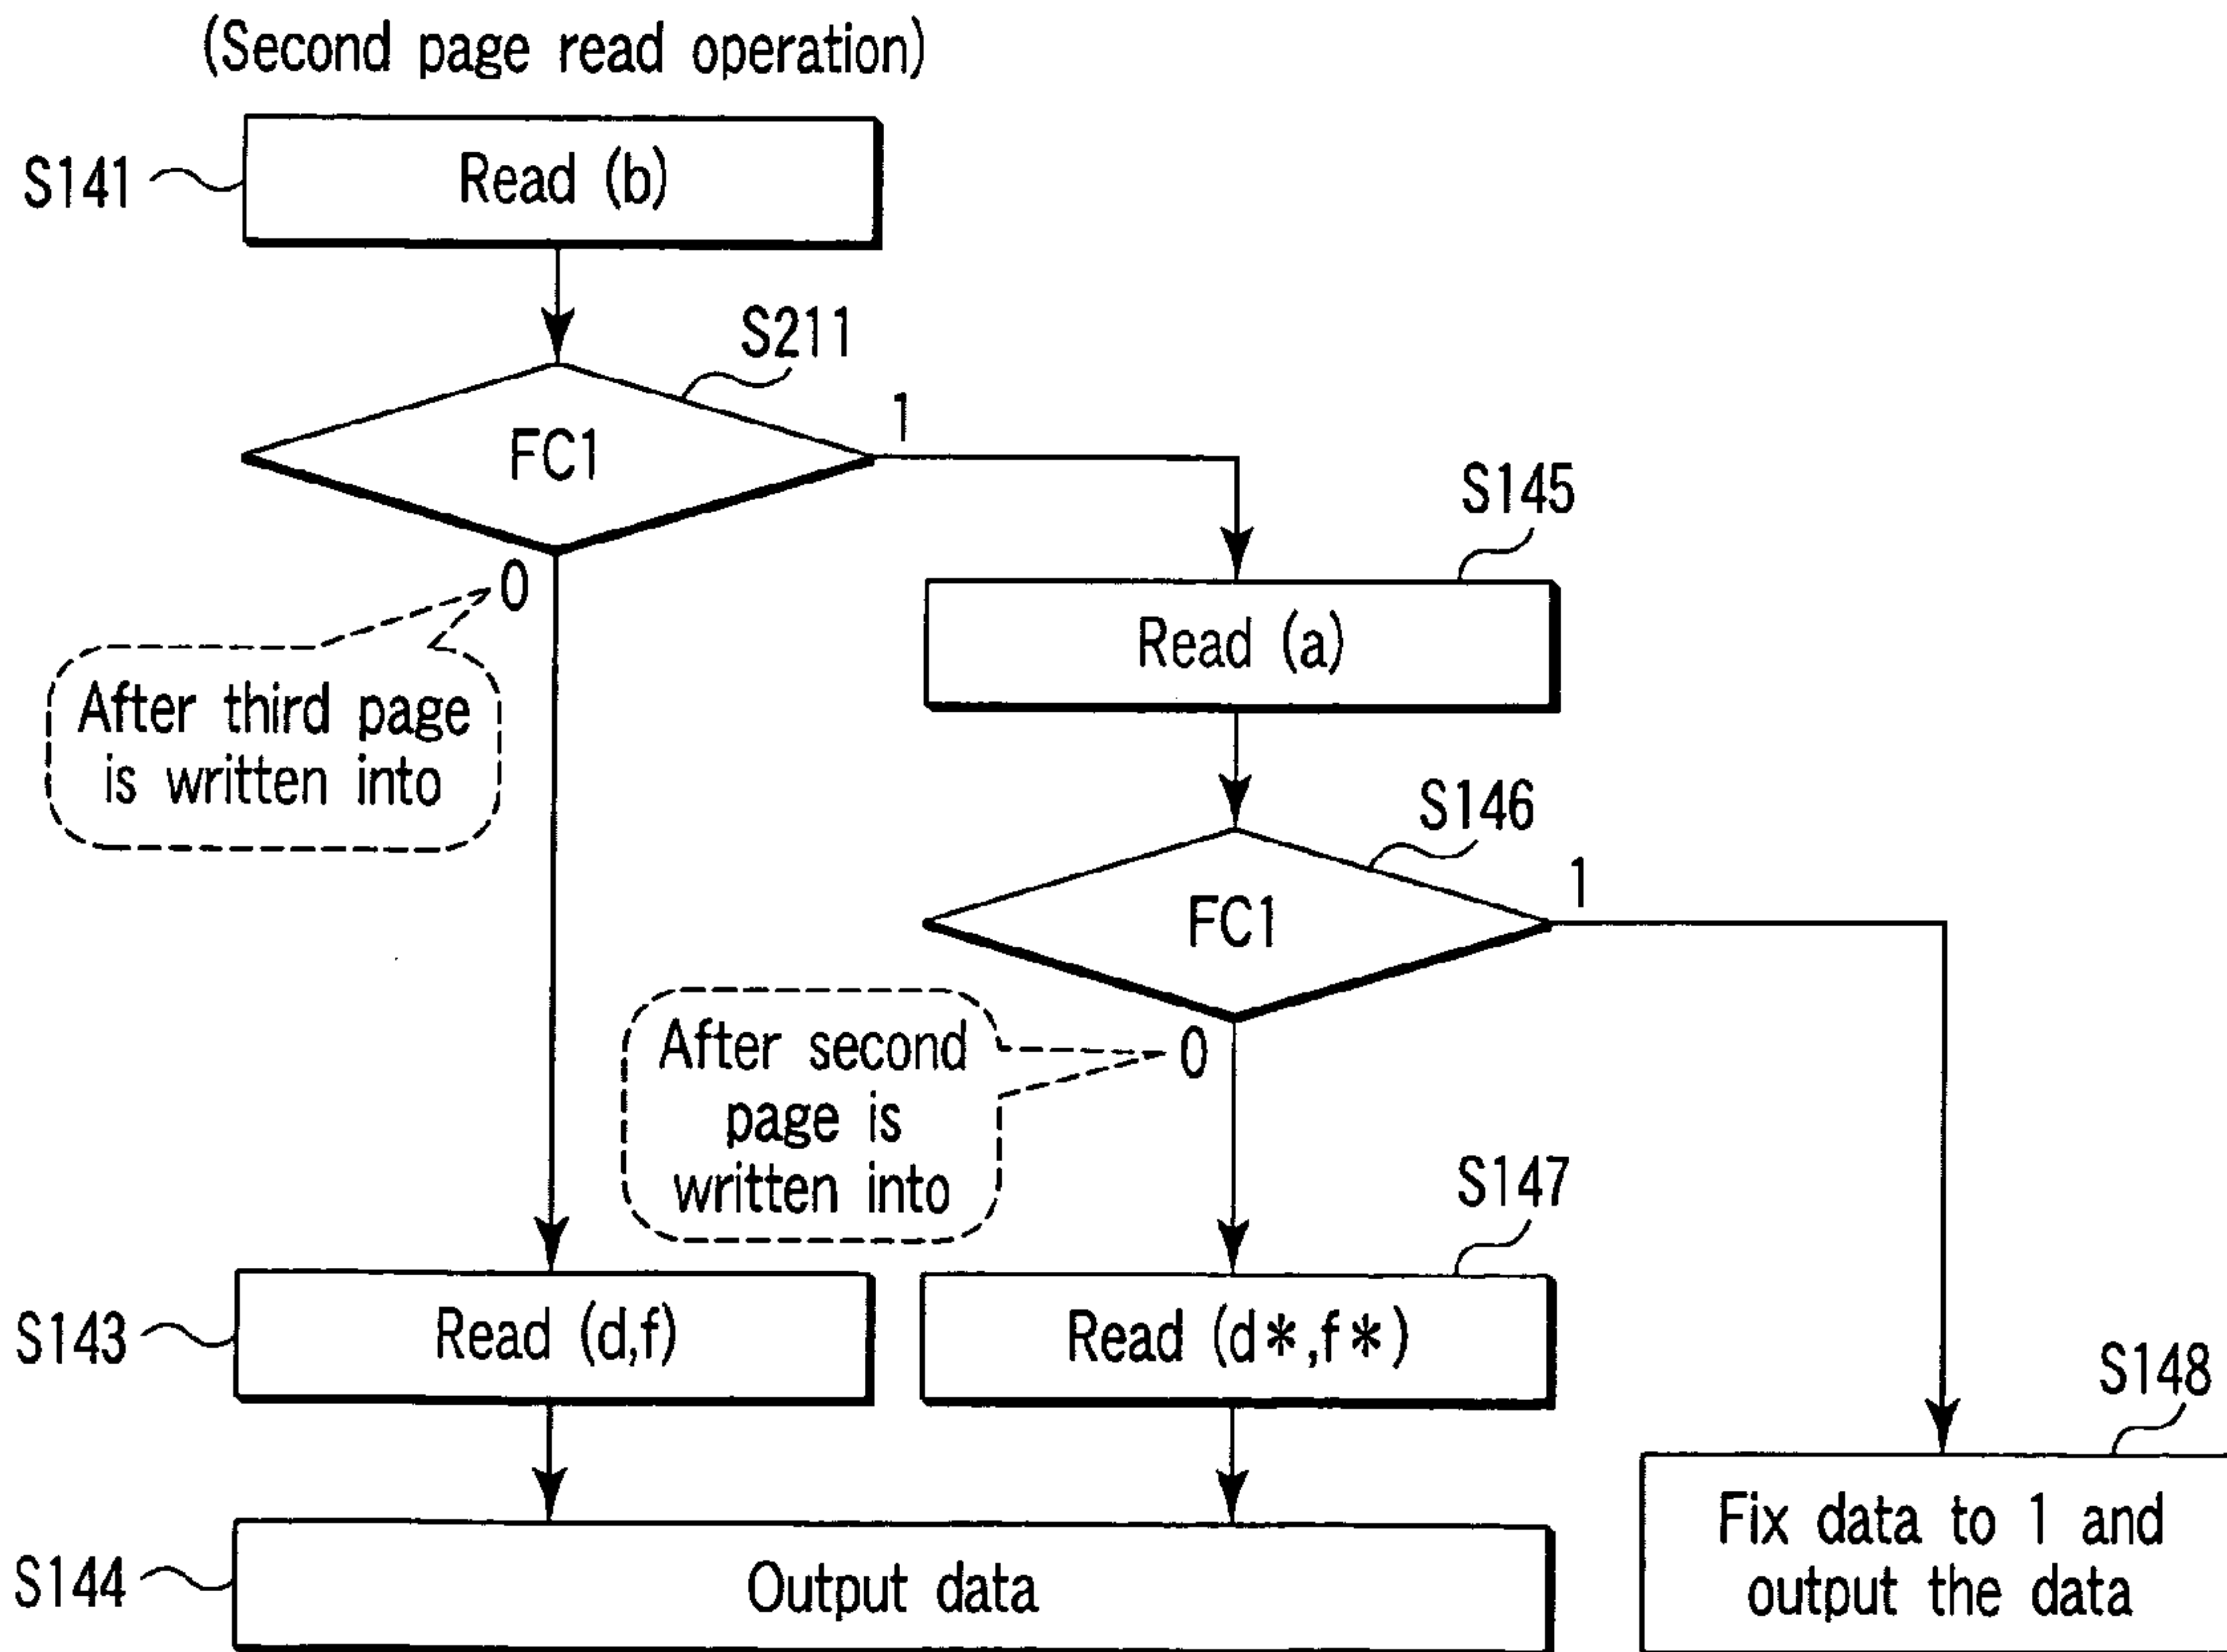 (Second page read operation)
S141
Read (b)
S211
FC1
1
0
After third page
is written into
S145
Read (a)
S146
FC1
1
0
After second
page is
written into
S143
Read (d,f)
S147
Read (d*,f*)
S148
Fix data to 1 and
output the data
S144
Output data